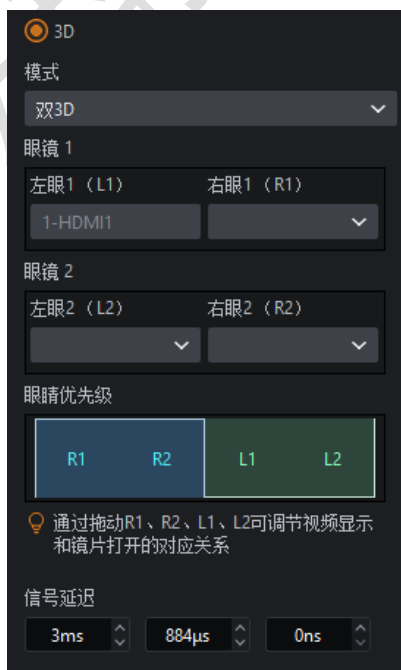 3D
模式
双3D
眼镜 1
左眼1（L1） 右眼1（R1）
1-HDMI1
眼镜 2
左眼2（L2） 右眼2（R2）
眼睛优先级
R1 R2 L1 L2
通过拖动R1、R2、L1、L2可调节视频显示
和镜片打开的对应关系
信号延迟
3ms 884μs 0ns